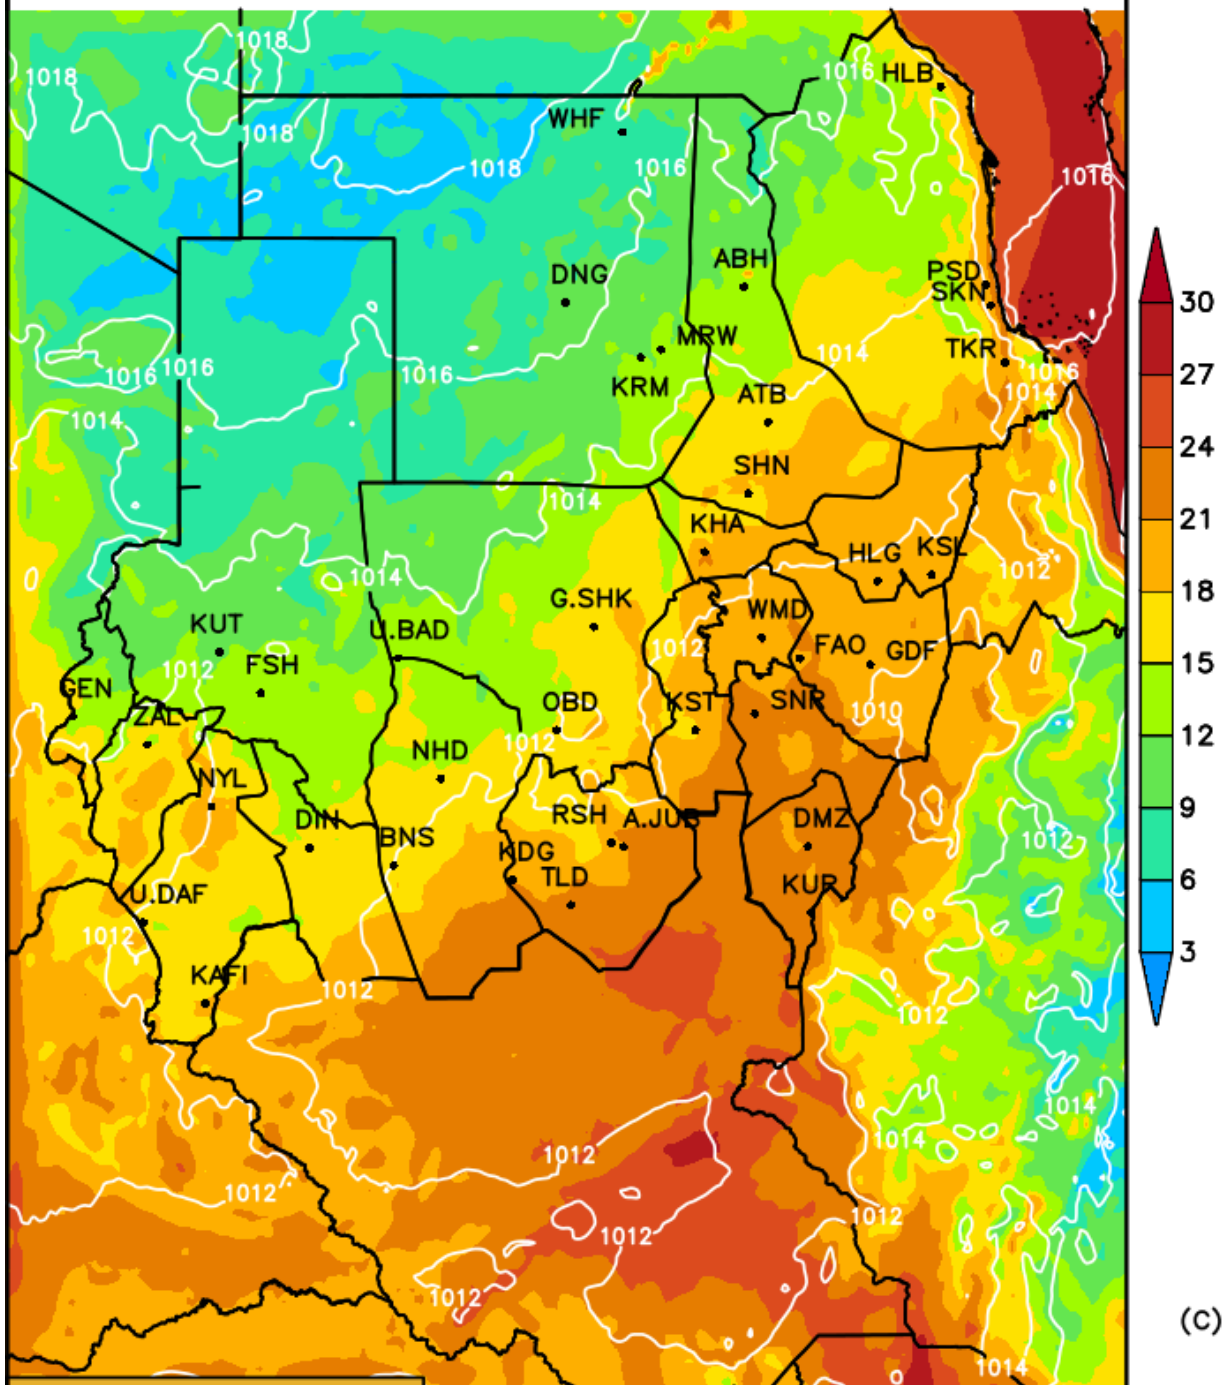 1018
1018
1016
HLB
1018
WHF
1018
1016
1016
PSD
ABH
DNG
SKN
30
MRW
TKR
1014
1016
1016
1016
1016
27
KRM
ATB
1014
1014
24
SHN
1014
21
KHA
HLG
KSL
1014
1012
18
G.SHK
WMD
KUT
U.BAD
1012
FAO
GDF
15
FSH
1012
GEN
ZAL
OBD
KST
SNR
1010
12
1012
NHD
NYL
9
RSH
A.JUB
DMZ
DIN
BNS
1012
KDG
TLD
KUR
6
U.DAF
1012
3
KAFI
1012
1012
1014
1014
1012
1012
1012
1012
1012
(C)
1014